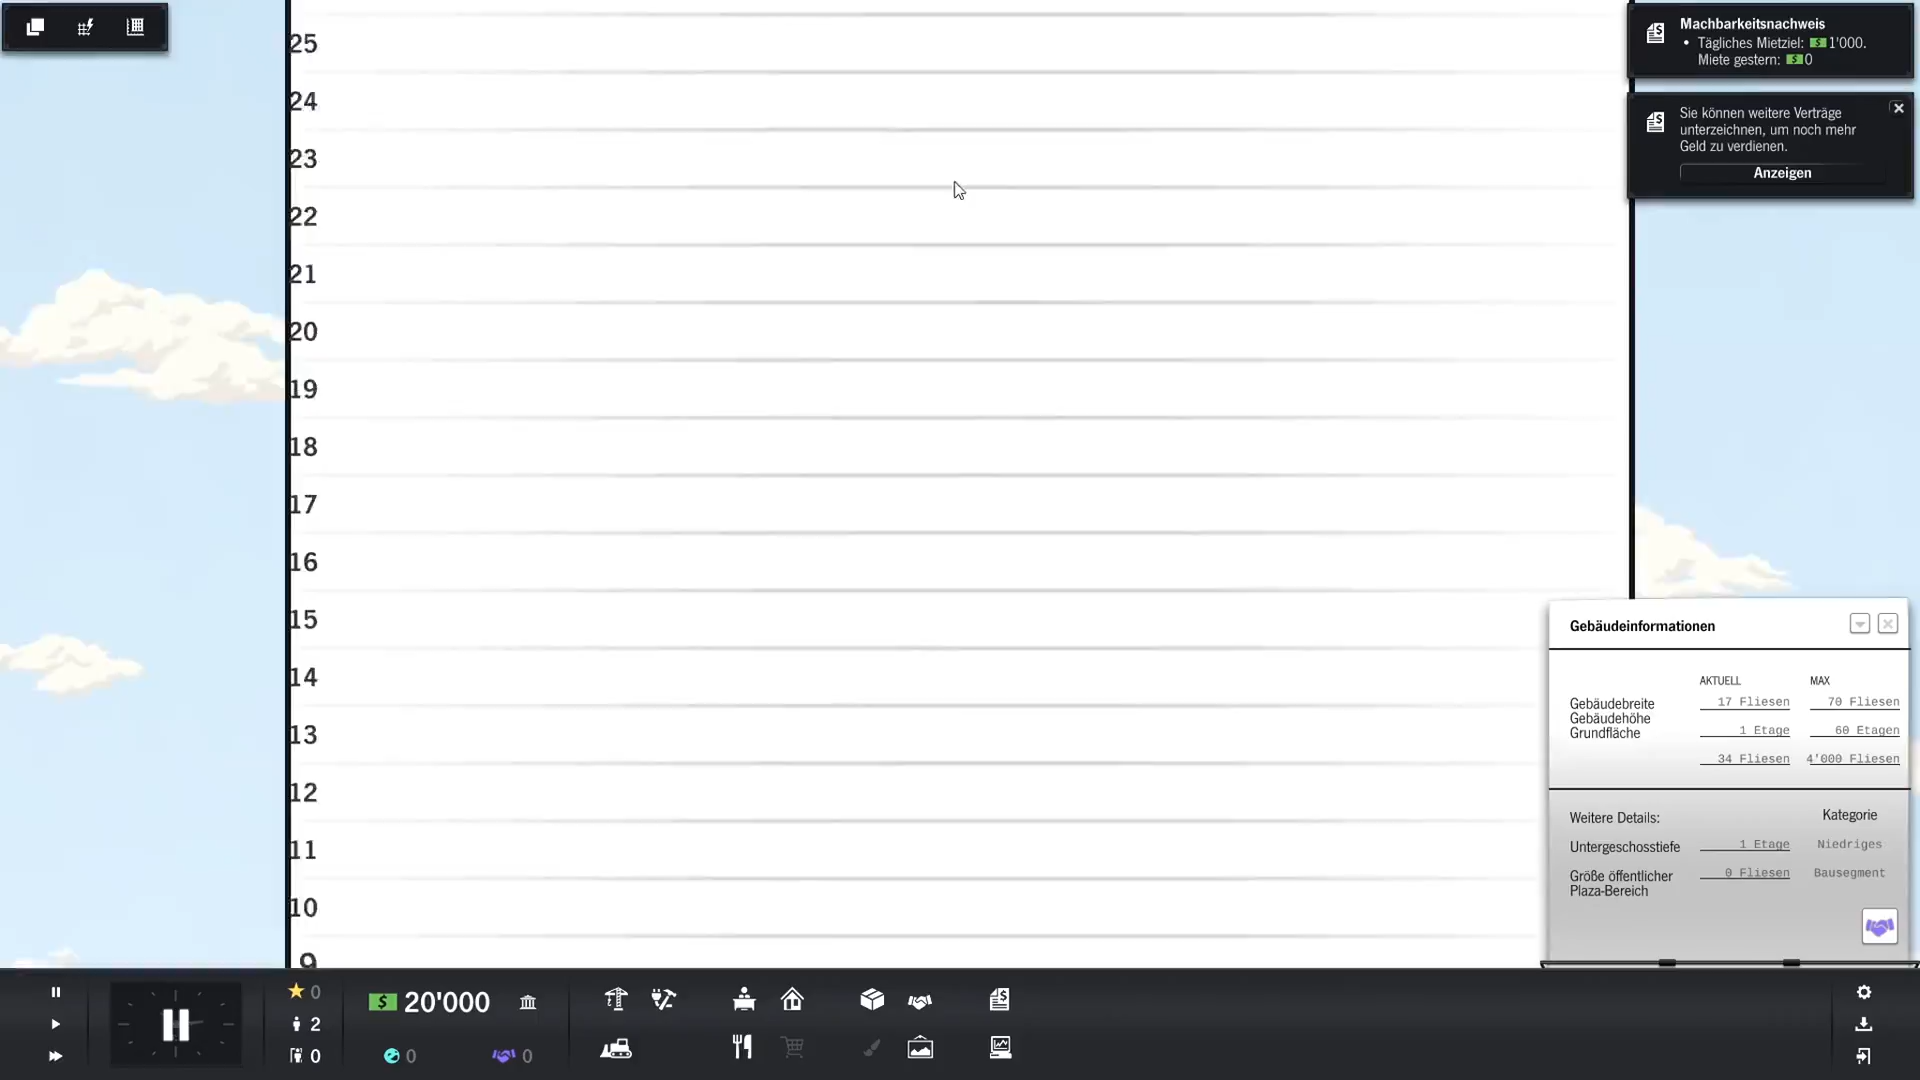 25
24
23
22
21
20
19
18
17
16
15
14
13
12
11
10
9
Machbarkeitsnachweis
• Tägliches Mietziel: $1'000.
Miete gestern: $0
Sie können weitere Verträge
unterzeichnen, um noch mehr
Geld zu verdienen.
Anzeigen
Gebäudeinformationen
AKTUELL MAX
Gebäudebreite 17 Fliesen 70 Fliesen
Gebäudehöhe 1 Etage 60 Etagen
Grundfläche 34 Fliesen 4'000 Fliesen
Weitere Details: Kategorie
Untergeschosstiefe 1 Etage Niedriges
Größe öffentlicher 0 Fliesen Bausegment
Plaza-Bereich
0
2
0
$ 20'000
0 0